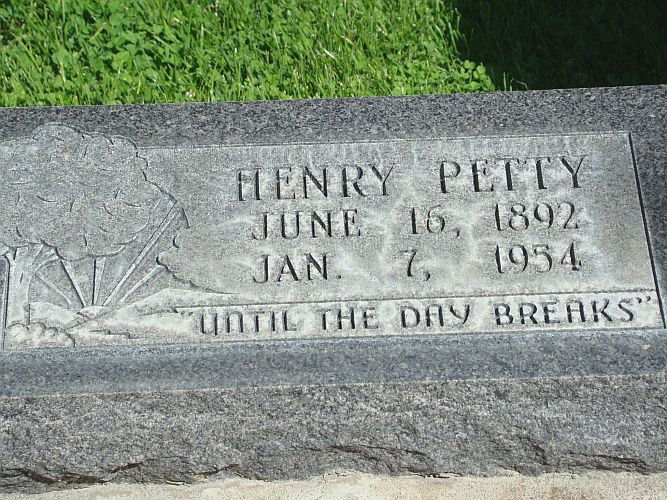 HENRY PETTY
JUNE 16, 1892
JAN. 7, 1954
"UNTIL THE DAY BREAKS"